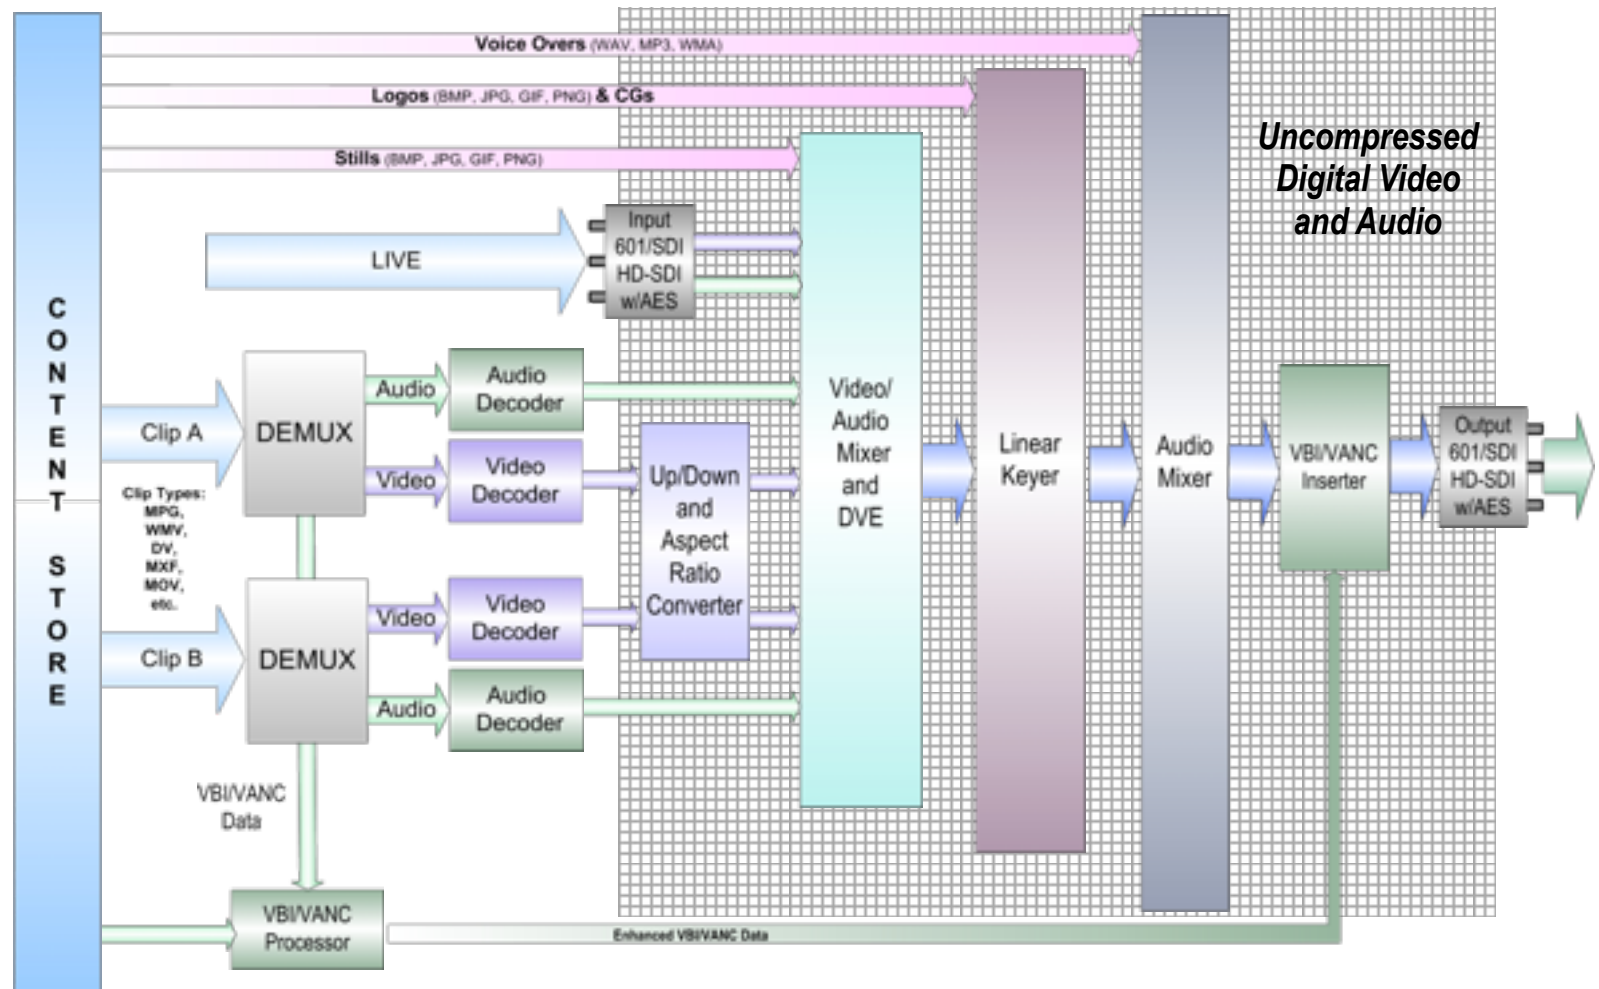 Voice Overs (WAV, MP3, WMA)
Logos (BMP, JPG, GIF, PNG) & CGs
Stills (BMP, JPG, GIF, PNG)
Uncompressed
Digital Video
and Audio
LIVE
Input
601/SDI
HD-SDI
w/AES
C
O
N
T
E
N
T
S
T
O
R
E
Clip A
DEMUX
Audio
Audio
Decoder
Video
Video
Decoder
Clip Types:
MPG,
WMV,
DV,
MXF,
MOV,
etc.
Clip B
DEMUX
Video
Video
Decoder
Audio
Audio
Decoder
Up/Down
and
Aspect
Ratio
Converter
Video/
Audio
Mixer
and
DVE
Linear
Keyer
Audio
Mixer
VBI/VANC
Inserter
Output
601/SDI
HD-SDI
w/AES
VBI/VANC
Data
VBI/VANC
Processor
Enhanced VBI/VANC Data